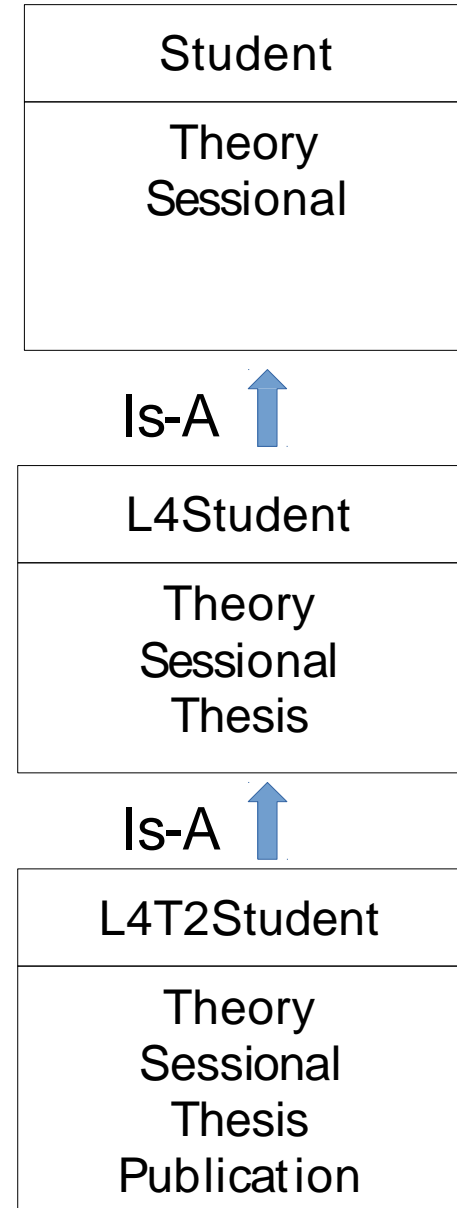 Student
Theory
Sessional
Is-A
L4Student
Theory
Sessional
Thesis
Is-A
L4T2Student
Theory
Sessional
Thesis
Publication